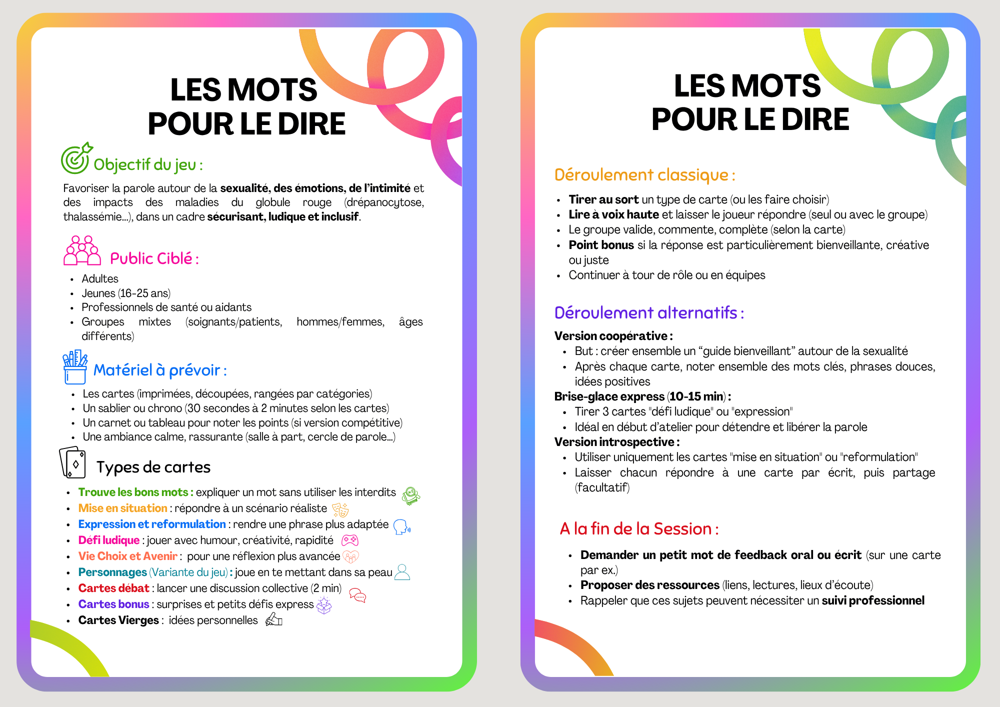 LES MOTS
POUR LE DIRE
Objectif du jeu :
Favoriser la parole autour de la sexualité, des émotions, de l’intimité et
des impacts des maladies du globule rouge (drépanocytose,
thalassémie...), dans un cadre sécurisant, ludique et inclusif.
Public Ciblé :
• Adultes
• Jeunes (16-25 ans)
• Professionnels de santé ou aidants
• Groupes mixtes (soignants/patients, hommes/femmes, âges
différents)
Matériel à prévoir :
• Les cartes (imprimées, découpées, rangées par catégories)
• Un sablier ou chrono (30 secondes à 2 minutes selon les cartes)
• Un carnet ou tableau pour noter les points (si version compétitive)
• Une ambiance calme, rassurante (salle à part, cercle de parole...)
Types de cartes
• Trouve les bons mots : expliquer un mot sans utiliser les interdits
• Mise en situation : répondre à un scénario réaliste
• Expression et reformulation : rendre une phrase plus adaptée
• Défi ludique : jouer avec humour, créativité, rapidité
• Vie Choix et Avenir : pour une réflexion plus avancée
• Personnages (Variante du jeu) : joue en te mettant dans sa peau
• Cartes débat : lancer une discussion collective (2 min)
• Cartes bonus : surprises et petits défis express
• Cartes Vierges : idées personnelles
LES MOTS
POUR LE DIRE
Déroulement classique :
• Tirer au sort un type de carte (ou les faire choisir)
• Lire à voix haute et laisser le joueur répondre (seul ou avec le groupe)
• Le groupe valide, commente, complète (selon la carte)
• Point bonus si la réponse est particulièrement bienveillante, créative
ou juste
• Continuer à tour de rôle ou en équipes
Déroulement alternatifs :
Version coopérative :
• But : créer ensemble un “guide bienveillant” autour de la sexualité
• Après chaque carte, noter ensemble des mots clés, phrases douces,
idées positives
Brise-glace express (10-15 min) :
• Tirer 3 cartes "défi ludique" ou "expression"
• Idéal en début d’atelier pour détendre et libérer la parole
Version introspective :
• Utiliser uniquement les cartes "mise en situation" ou "reformulation"
• Laisser chacun répondre à une carte par écrit, puis partage
(facultatif)
A la fin de la Session :
• Demander un petit mot de feedback oral ou écrit (sur une carte
par ex.)
• Proposer des ressources (liens, lectures, lieux d’écoute)
• Rappeler que ces sujets peuvent nécessiter un suivi professionnel